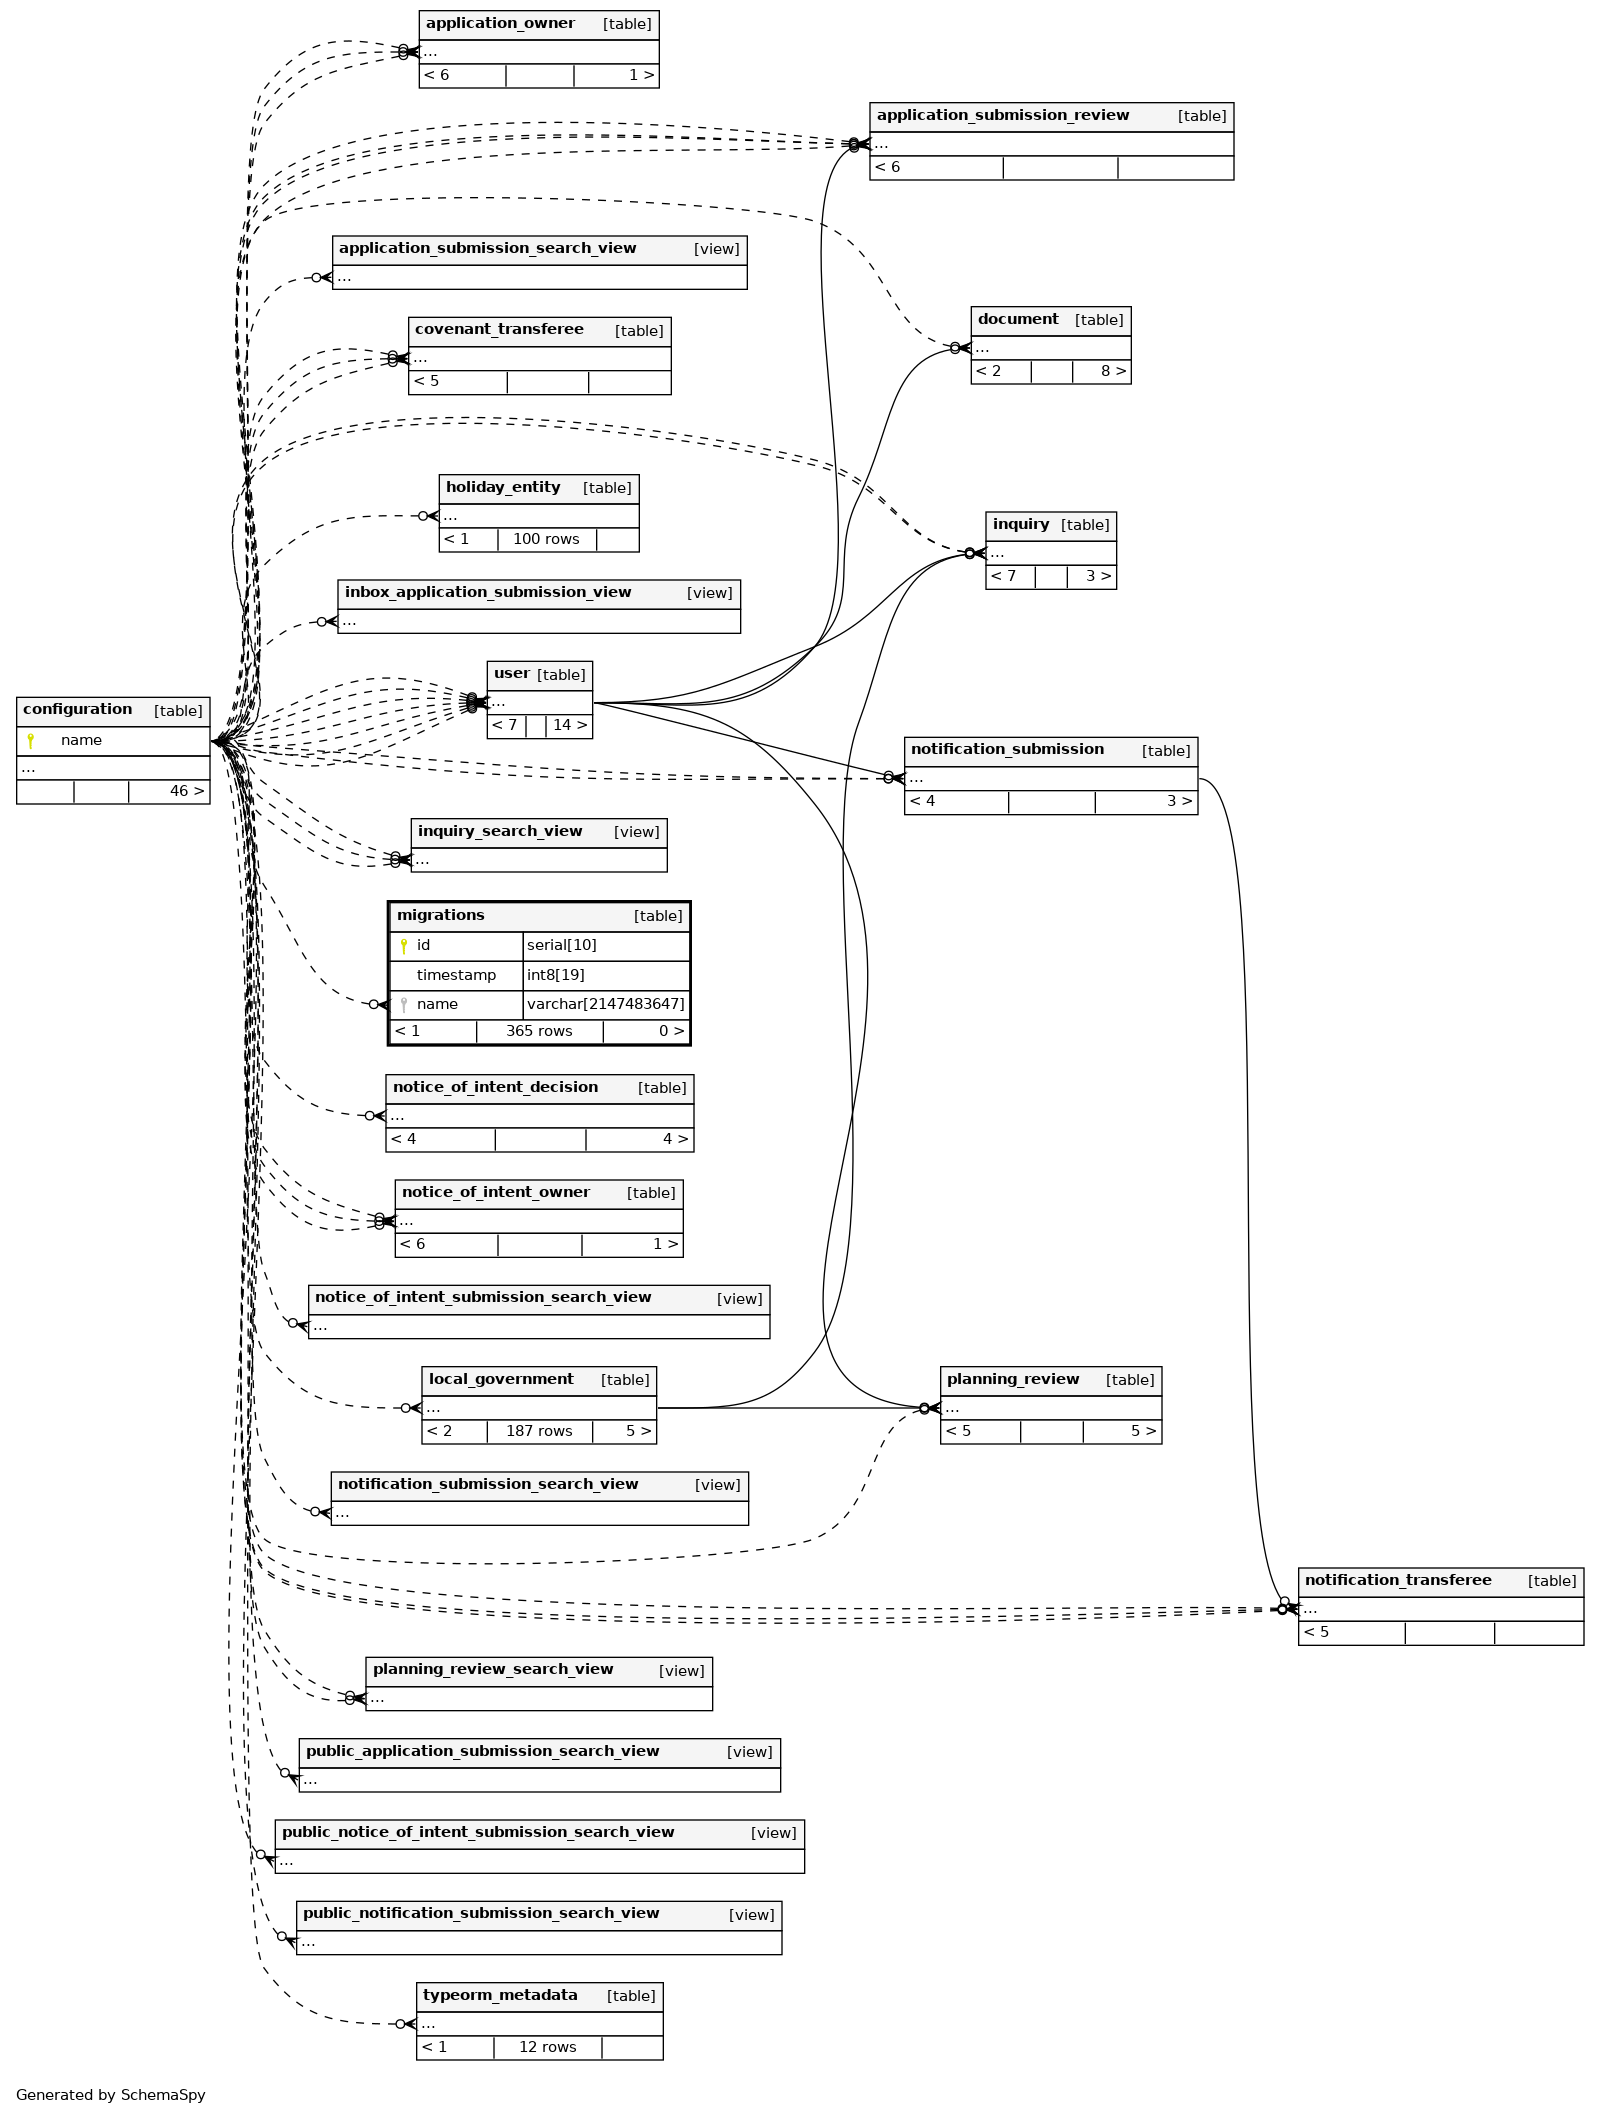 application_owner [table]
...
< 6 1 >
application_submission_review [table]
...
< 6
application_submission_search_view [view]
...
document [table]
...
< 2 8 >
covenant_transferee [table]
...
< 5
holiday_entity [table]
...
< 1 100 rows
inquiry [table]
...
< 7 3 >
inbox_application_submission_view [view]
...
user [table]
...
< 7 14 >
configuration [table]
name
...
46 >
notification_submission [table]
...
< 4 3 >
inquiry_search_view [view]
...
migrations [table]
id serial[10]
timestamp int8[19]
name varchar[2147483647]
< 1 365 rows 0 >
notice_of_intent_decision [table]
...
< 4 4 >
notice_of_intent_owner [table]
...
< 6 1 >
notice_of_intent_submission_search_view [view]
...
local_government [table]
...
< 2 187 rows 5 >
planning_review [table]
...
< 5 5 >
notification_submission_search_view [view]
...
notification_transferee [table]
...
< 5
planning_review_search_view [view]
...
public_application_submission_search_view [view]
...
public_notice_of_intent_submission_search_view [view]
...
public_notification_submission_search_view [view]
...
typeorm_metadata [table]
...
< 1 12 rows
Generated by SchemaSpy